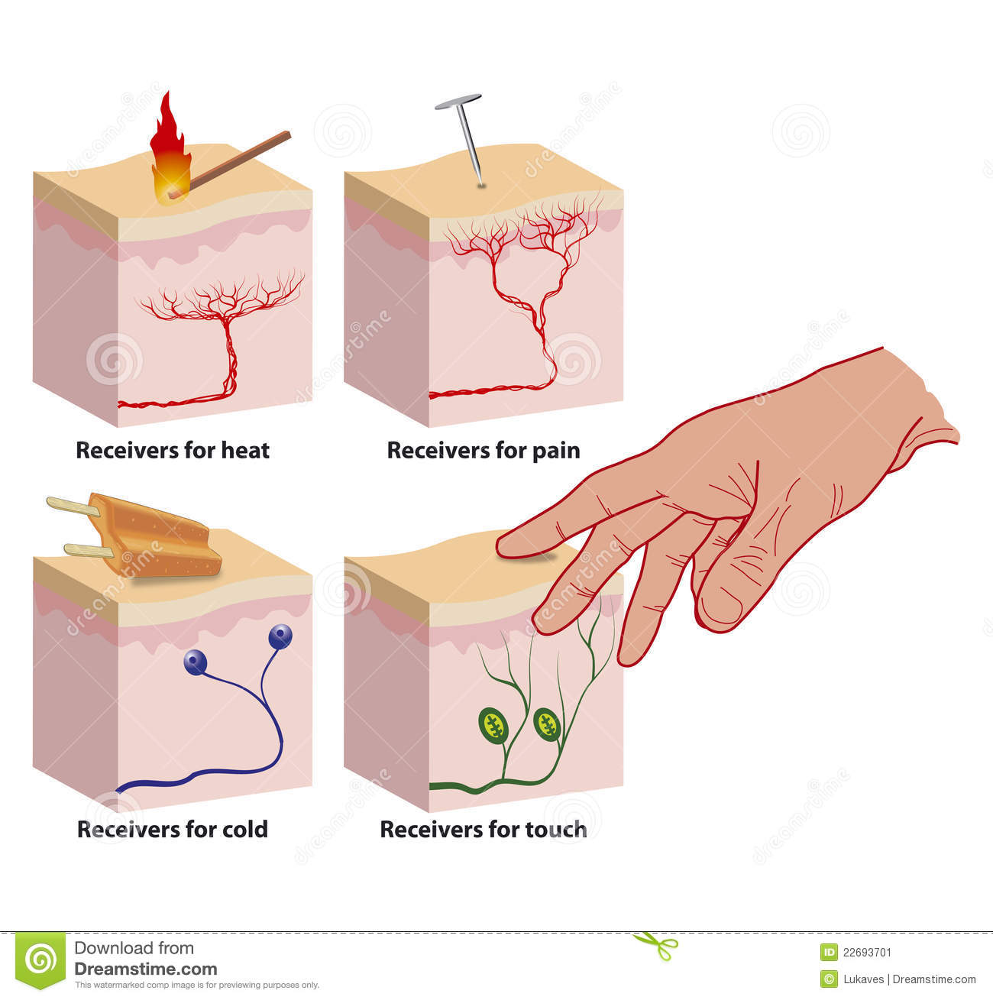 Receivers for heat
Receivers for pain
Receivers for cold
Receivers for touch
dreamstime
Download from
Dreamstime.com
This watermarked comp image is for previewing purposes only.
ID 22693701
© Lukaves | Dreamstime.com